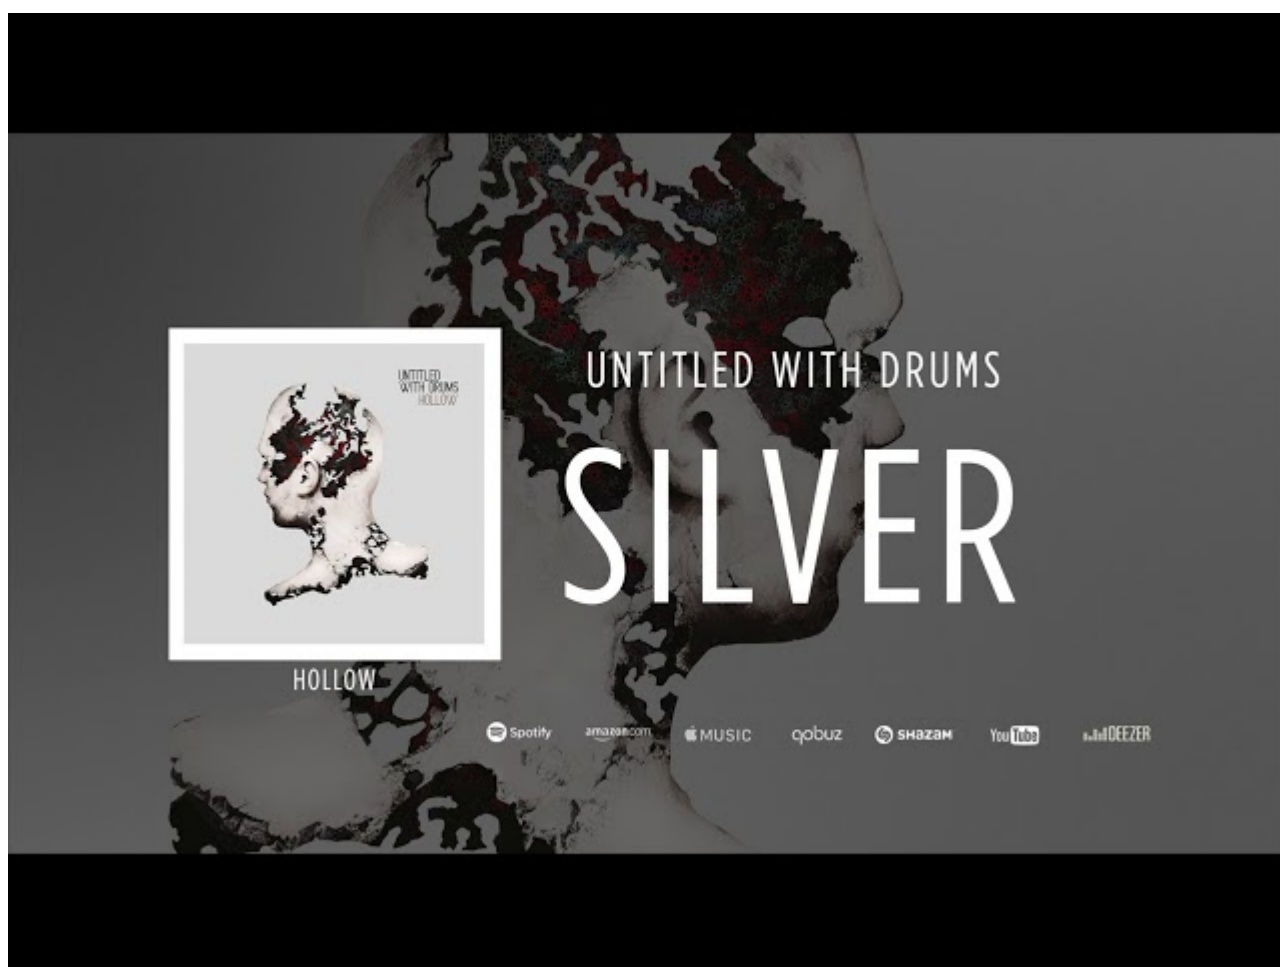 UNTITLED
WITH DRUMS
HOLLOW
HOLLOW
UNTITLED WITH DRUMS
SILVER
Spotify
amazon.com
MUSIC
qobuz
SHAZAM
YouTube
DEEZER